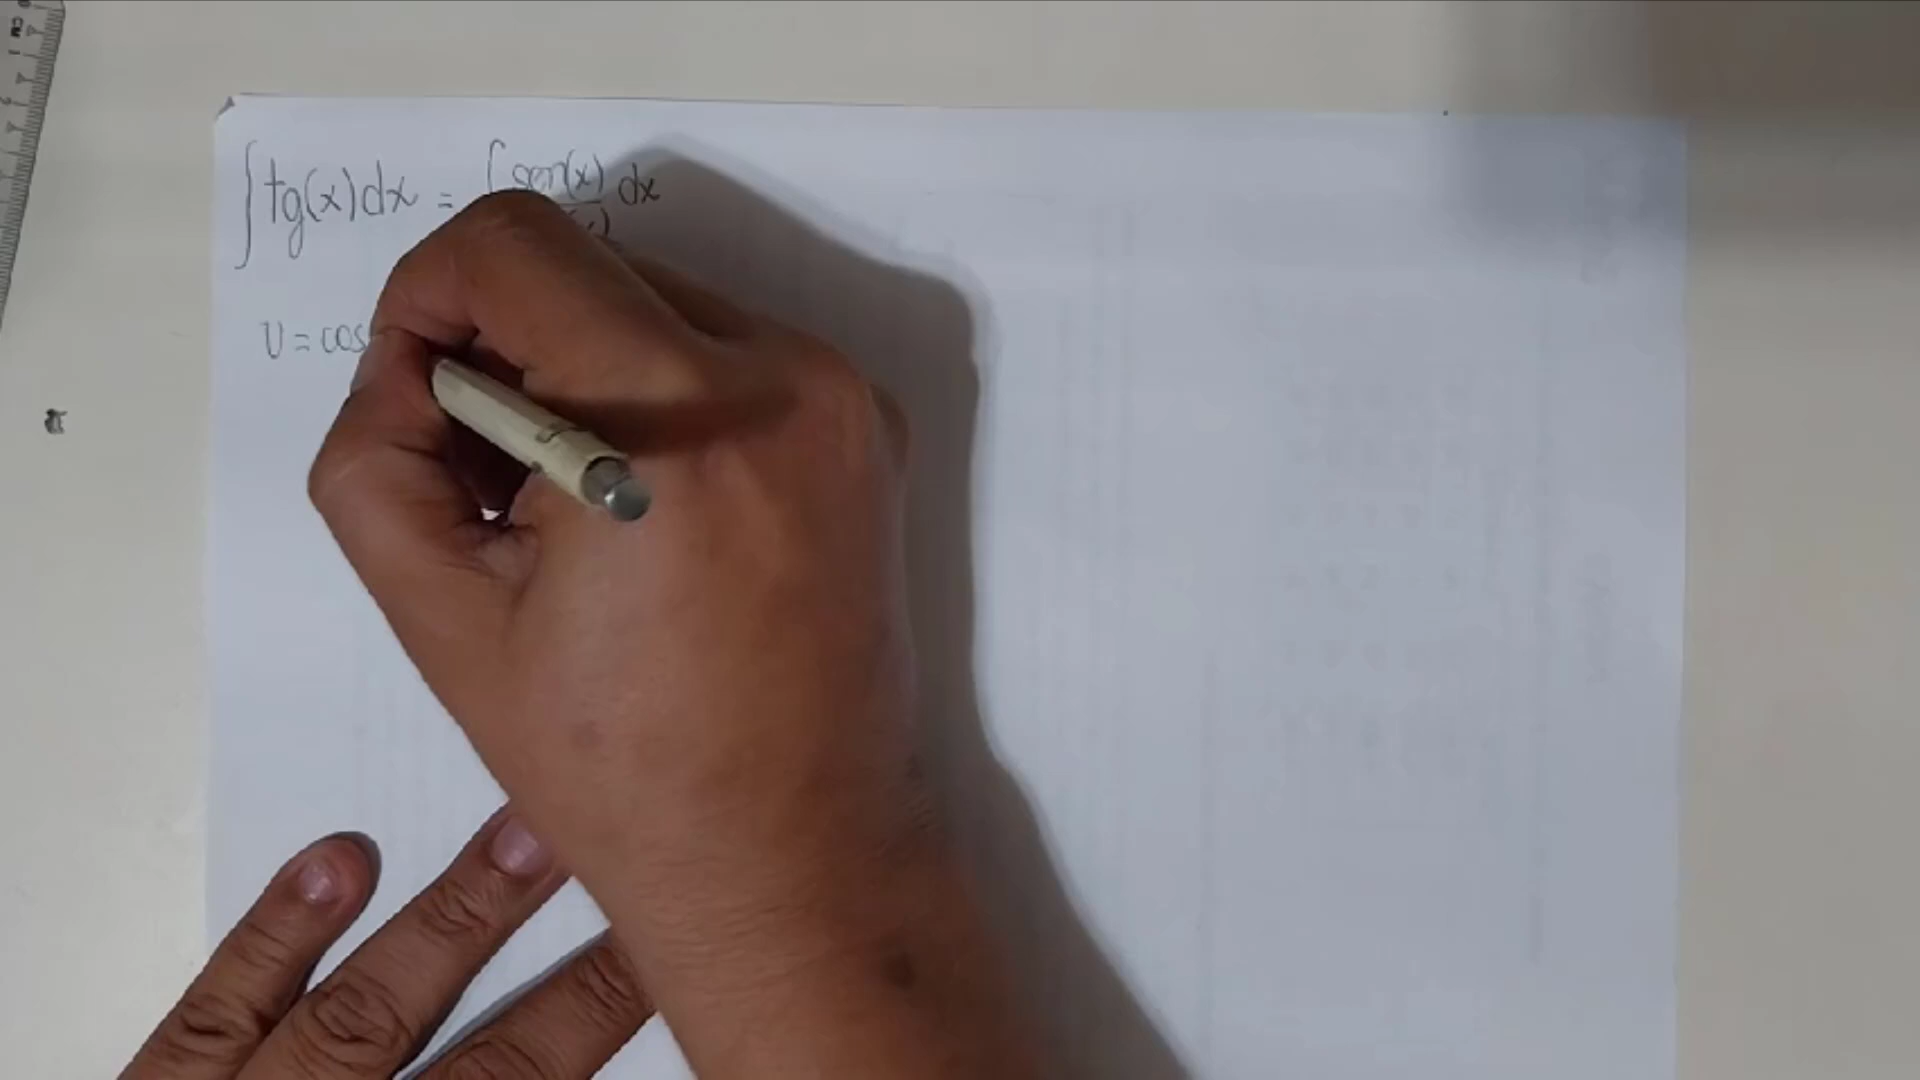 ∫ tg(x) dx = ∫ sen(x) dx
U = cos